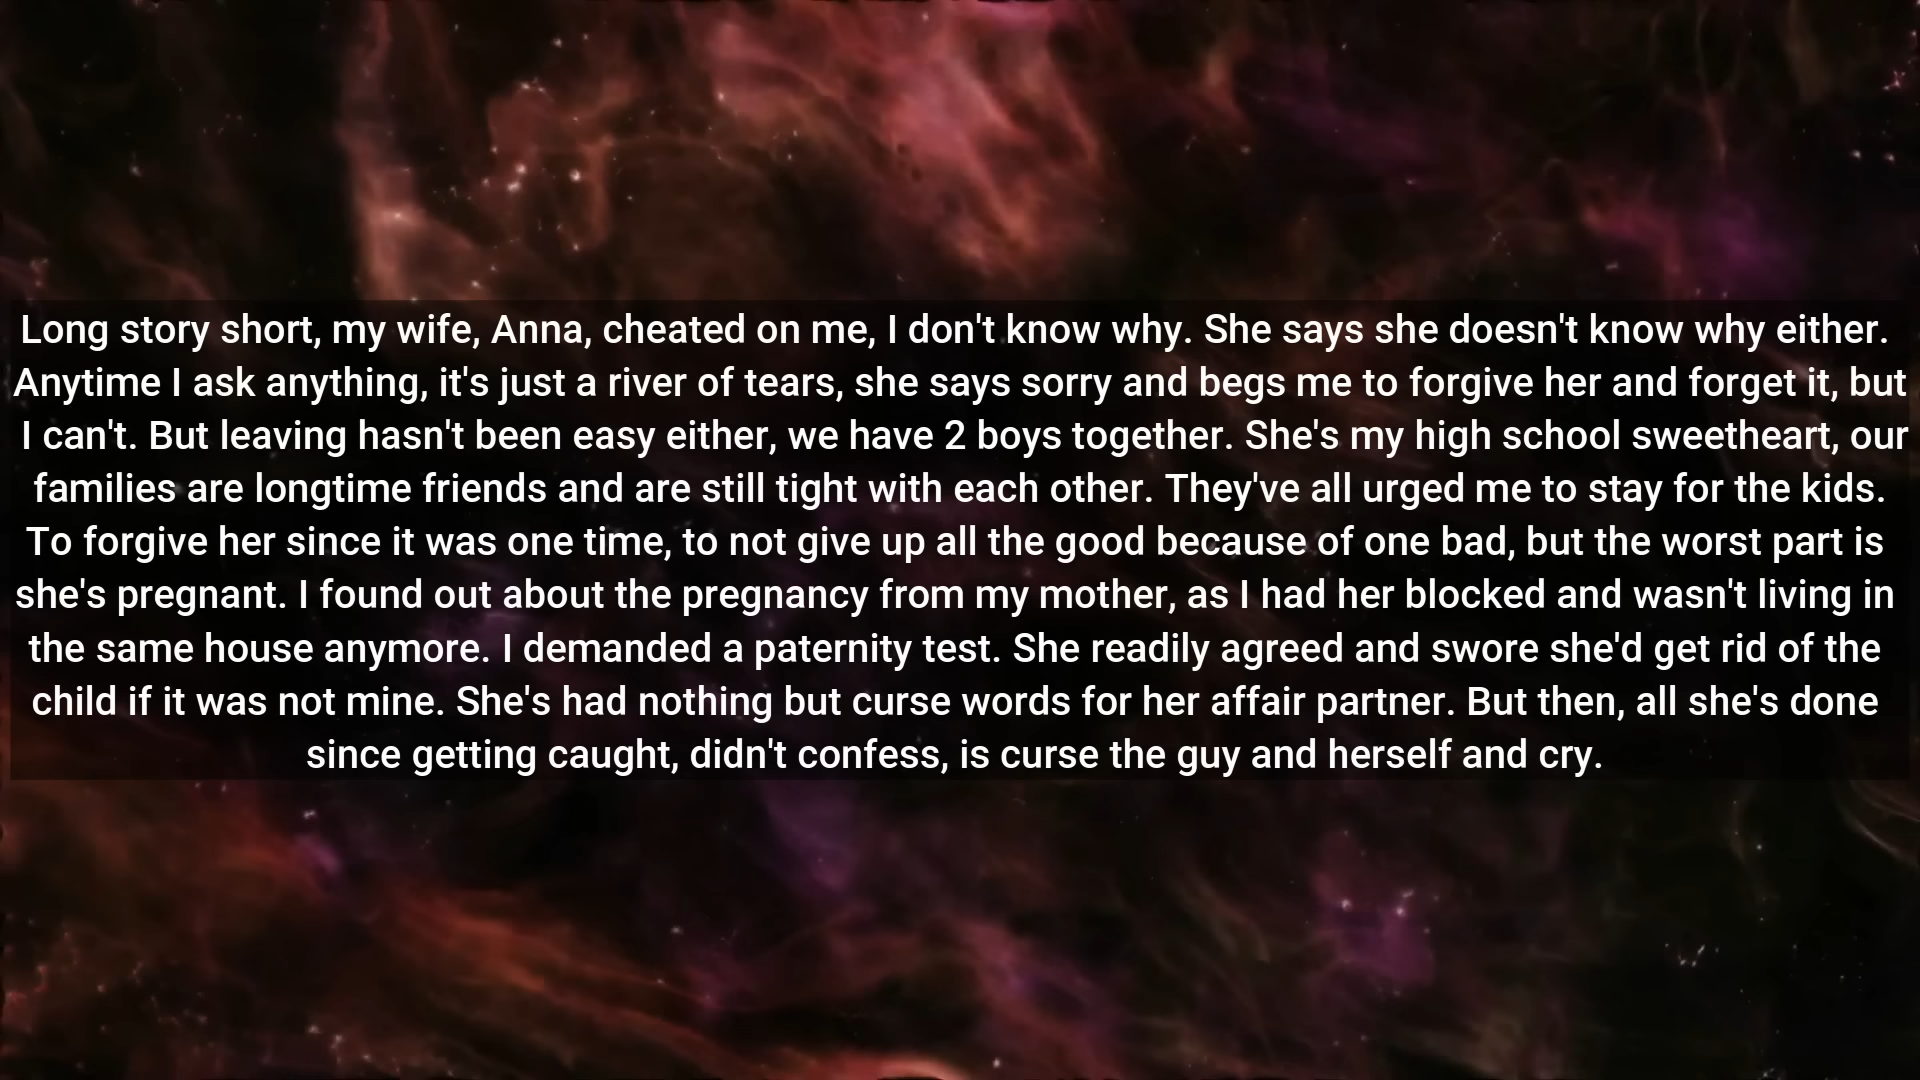 Long story short, my wife, Anna, cheated on me, I don't know why. She says she doesn't know why either.
Anytime I ask anything, it's just a river of tears, she says sorry and begs me to forgive her and forget it, but
I can't. But leaving hasn't been easy either, we have 2 boys together. She's my high school sweetheart, our
families are longtime friends and are still tight with each other. They've all urged me to stay for the kids.
To forgive her since it was one time, to not give up all the good because of one bad, but the worst part is
she's pregnant. I found out about the pregnancy from my mother, as I had her blocked and wasn't living in
the same house anymore. I demanded a paternity test. She readily agreed and swore she'd get rid of the
child if it was not mine. She's had nothing but curse words for her affair partner. But then, all she's done
since getting caught, didn't confess, is curse the guy and herself and cry.